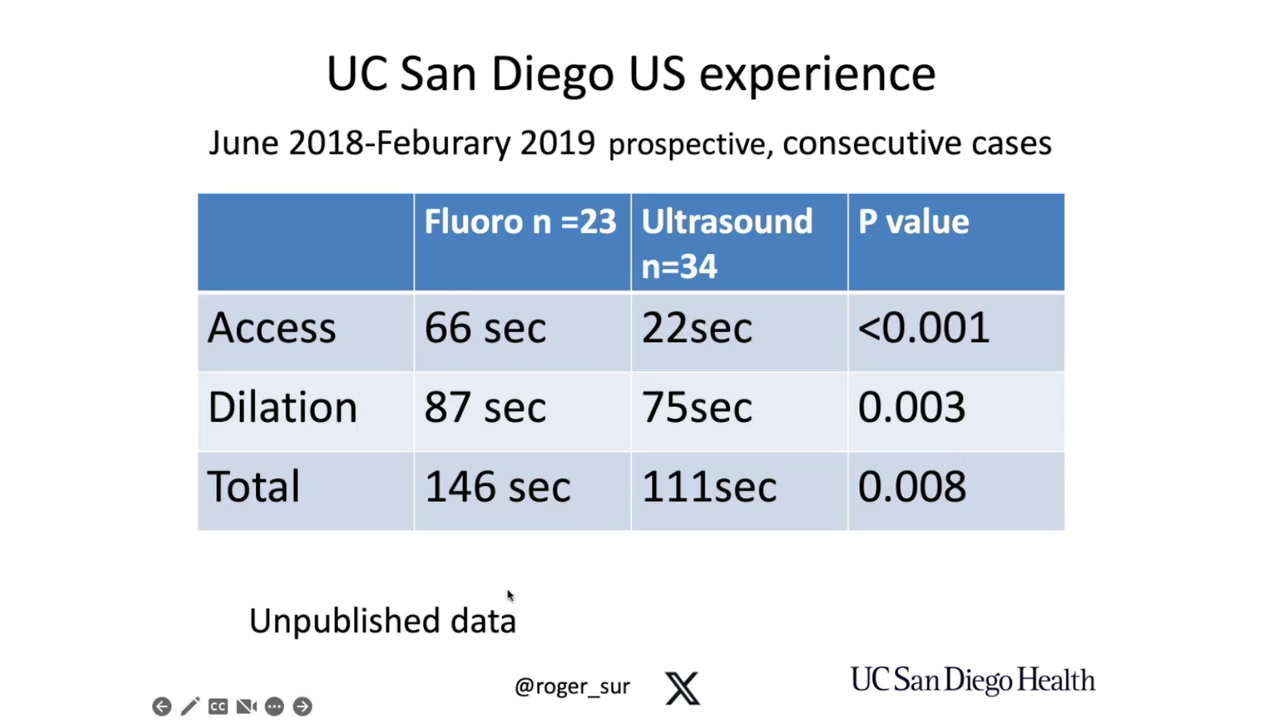 UC San Diego US experience
June 2018-Feburary 2019 prospective, consecutive cases
Fluoro n =23 Ultrasound n=34 P value
Access 66 sec 22sec <0.001
Dilation 87 sec 75sec 0.003
Total 146 sec 111sec 0.008
Unpublished data
@roger_sur X UC San Diego Health
CC